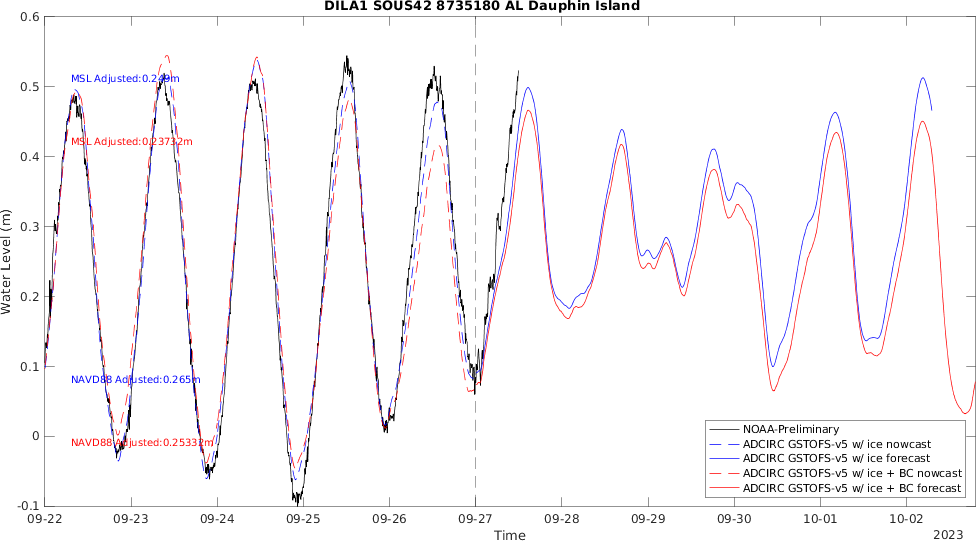 DILA1 SOUS42 8735180 AL Dauphin Island
0.6
0.5
0.4
0.3
0.2
0.1
0
-0.1
Water Level (m)
MSL Adjusted:0.249m
MSL Adjusted:0.23732m
NAVD88 Adjusted:0.265m
NAVD88 Adjusted:0.25332m
NOAA-Preliminary
ADCIRC GSTOFS-v5 w/ ice nowcast
ADCIRC GSTOFS-v5 w/ ice forecast
ADCIRC GSTOFS-v5 w/ ice + BC nowcast
ADCIRC GSTOFS-v5 w/ ice + BC forecast
09-22 09-23 09-24 09-25 09-26 09-27 09-28 09-29 09-30 10-01 10-02
Time
2023